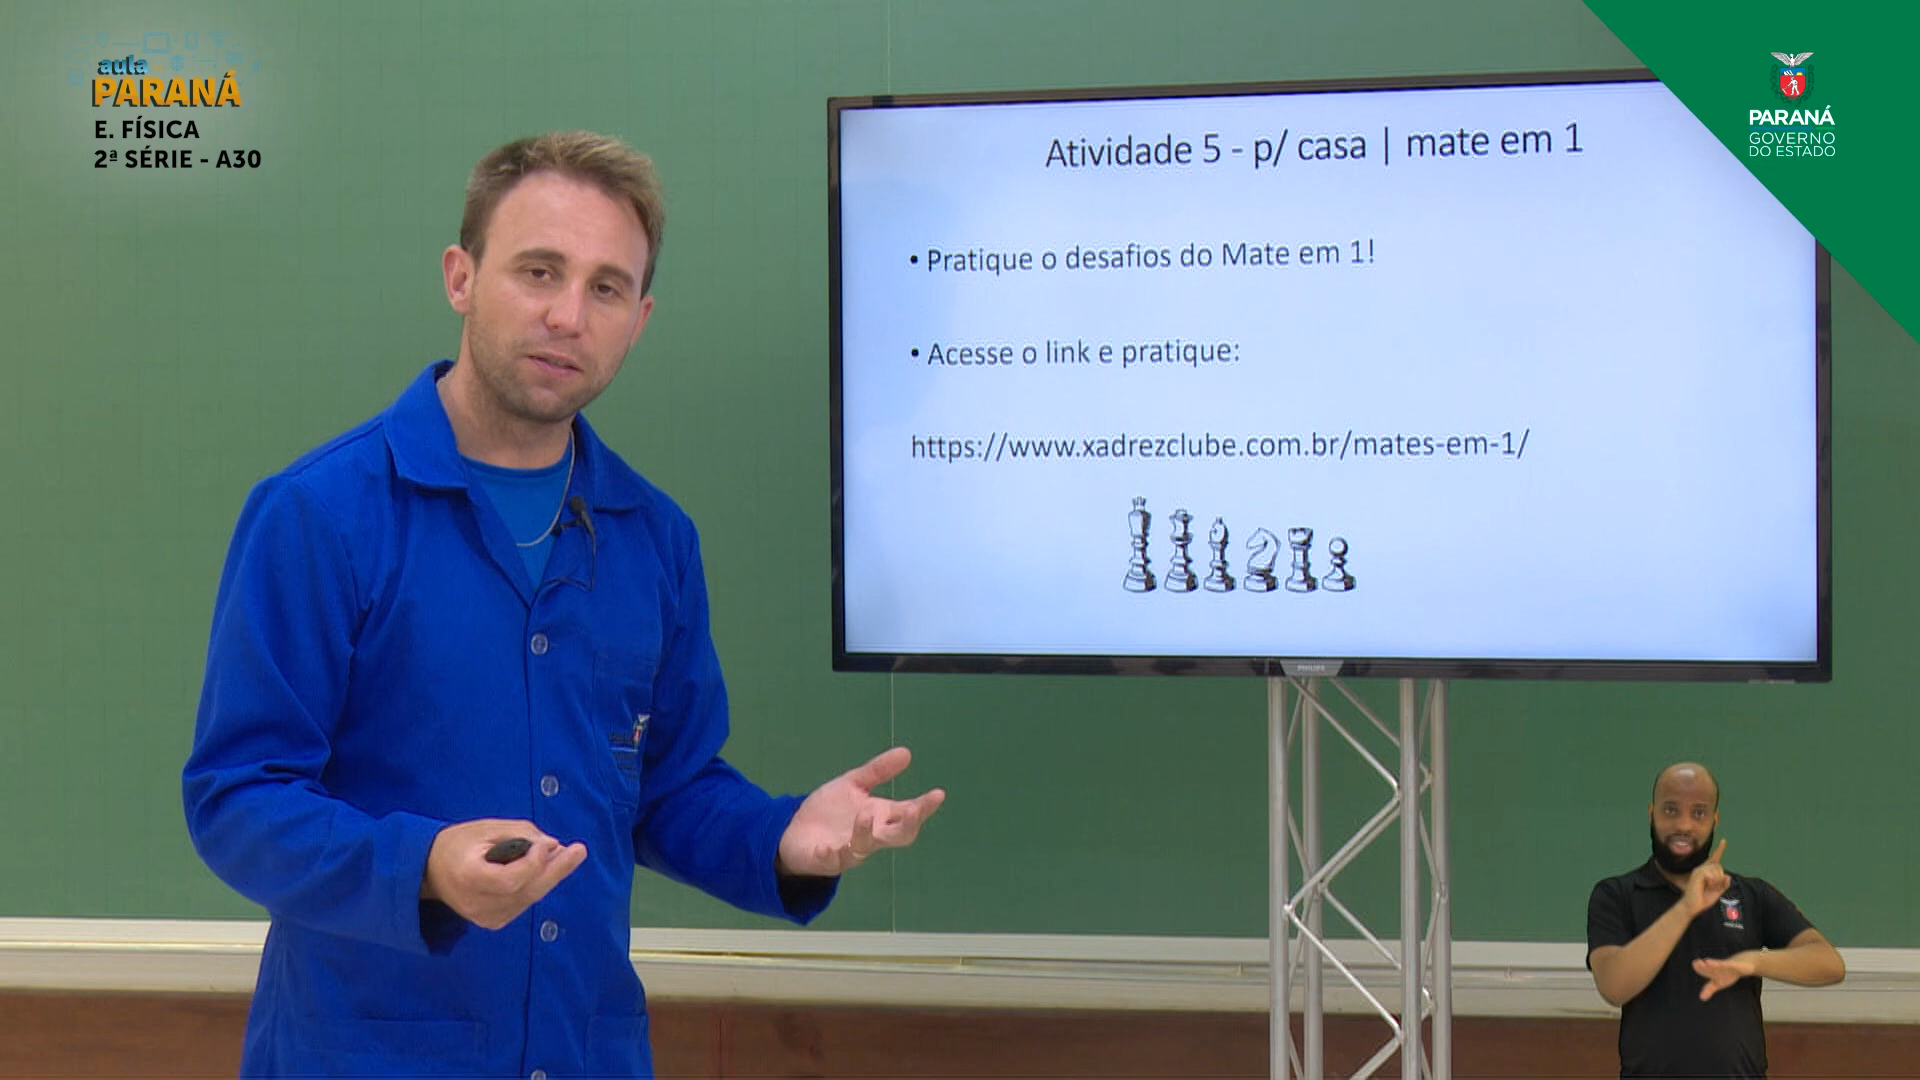 aula
PARANÁ
E. FÍSICA
2ª SÉRIE - A30
Atividade 5 - p/ casa | mate em 1
• Pratique o desafios do Mate em 1!
• Acesse o link e pratique:
https://www.xadrezclube.com.br/mates-em-1/
PHILIPS
PARANÁ
GOVERNO
DO ESTADO